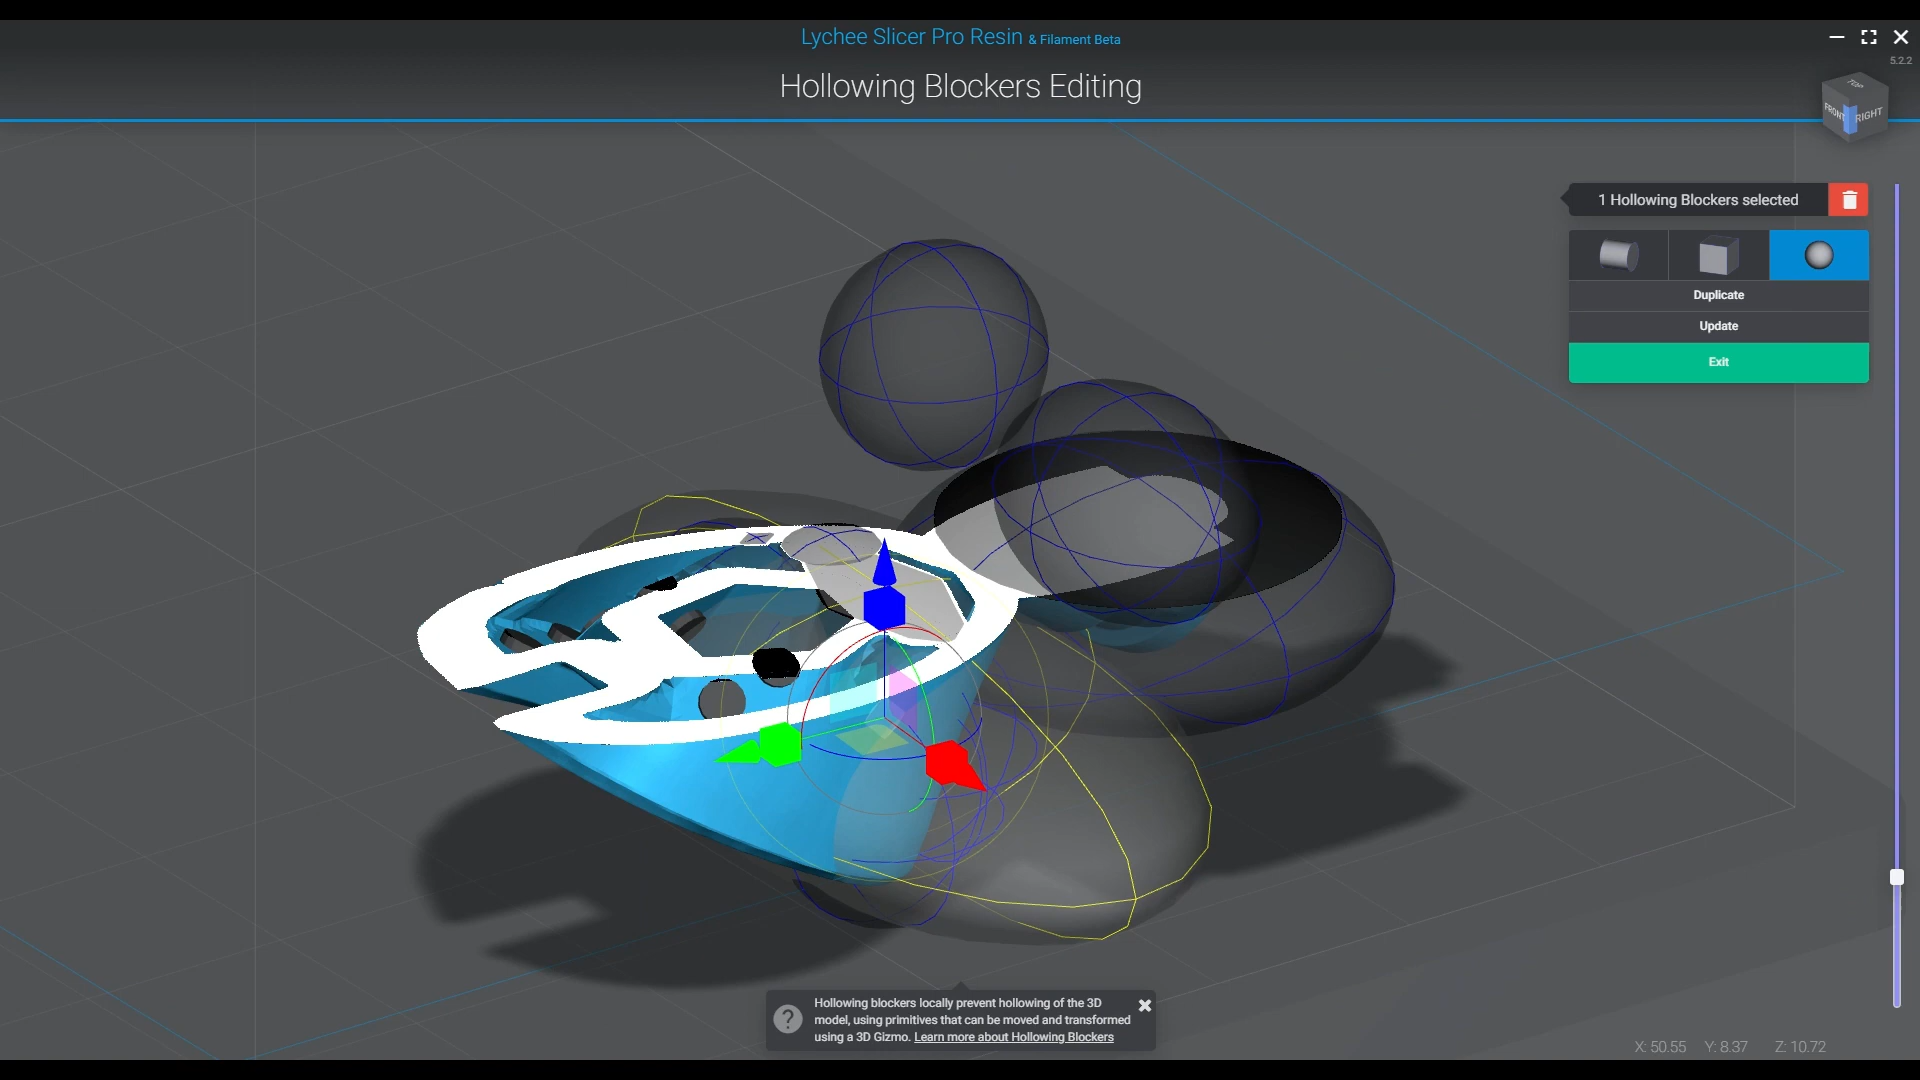 Lychee Slicer Pro Resin & Filament Beta
5.2.2
Hollowing Blockers Editing
TOP
FRONT
RIGHT
1 Hollowing Blockers selected
Duplicate
Update
Exit
Hollowing blockers locally prevent hollowing of the 3D
model, using primitives that can be moved and transformed
using a 3D Gizmo. Learn more about Hollowing Blockers
X: 50.55 Y: 8.37 Z: 10.72